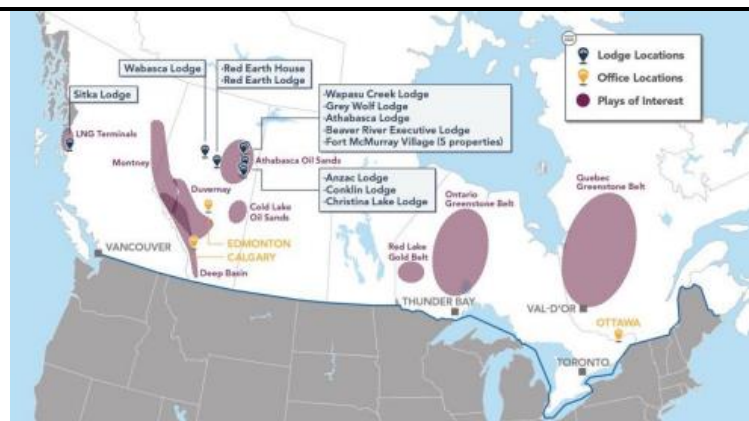 Lodge Locations
Office Locations
Plays of Interest
Wabasca Lodge
·Red Earth House
·Red Earth Lodge
Sitka Lodge
·Wapasu Creek Lodge
·Grey Wolf Lodge
·Athabasca Lodge
·Beaver River Executive Lodge
·Fort McMurray Village (5 properties)
LNG Terminals
Montney
Athabasca Oil Sands
·Anzac Lodge
·Conklin Lodge
·Christina Lake Lodge
Duvernay
Cold Lake
Oil Sands
Ontario
Greenstone Belt
Quebec
Greenstone Belt
VANCOUVER
EDMONTON
CALGARY
Deep Basin
Red Lake
Gold Belt
THUNDER BAY
VAL-D'OR
OTTAWA
TORONTO